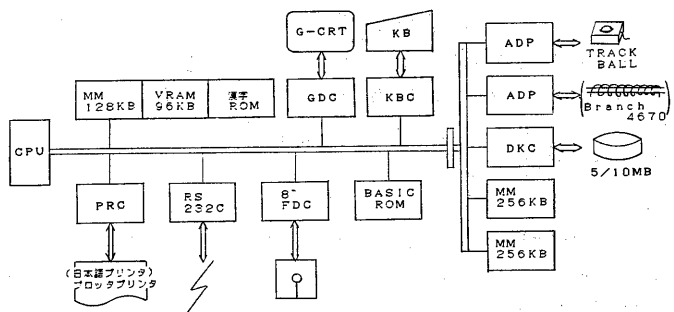 G-CRT
KB
ADP
TRACK
BALL
MM
128KB
VRAM
96KB
漢字
ROM
GDC
KBC
ADP
(Branch
4670)
CPU
DKC
5/10MB
PRC
RS
232C
8"
FDC
BASIC
ROM
MM
256KB
(日本語プリンタ)
プロッタプリンタ
MM
256KB